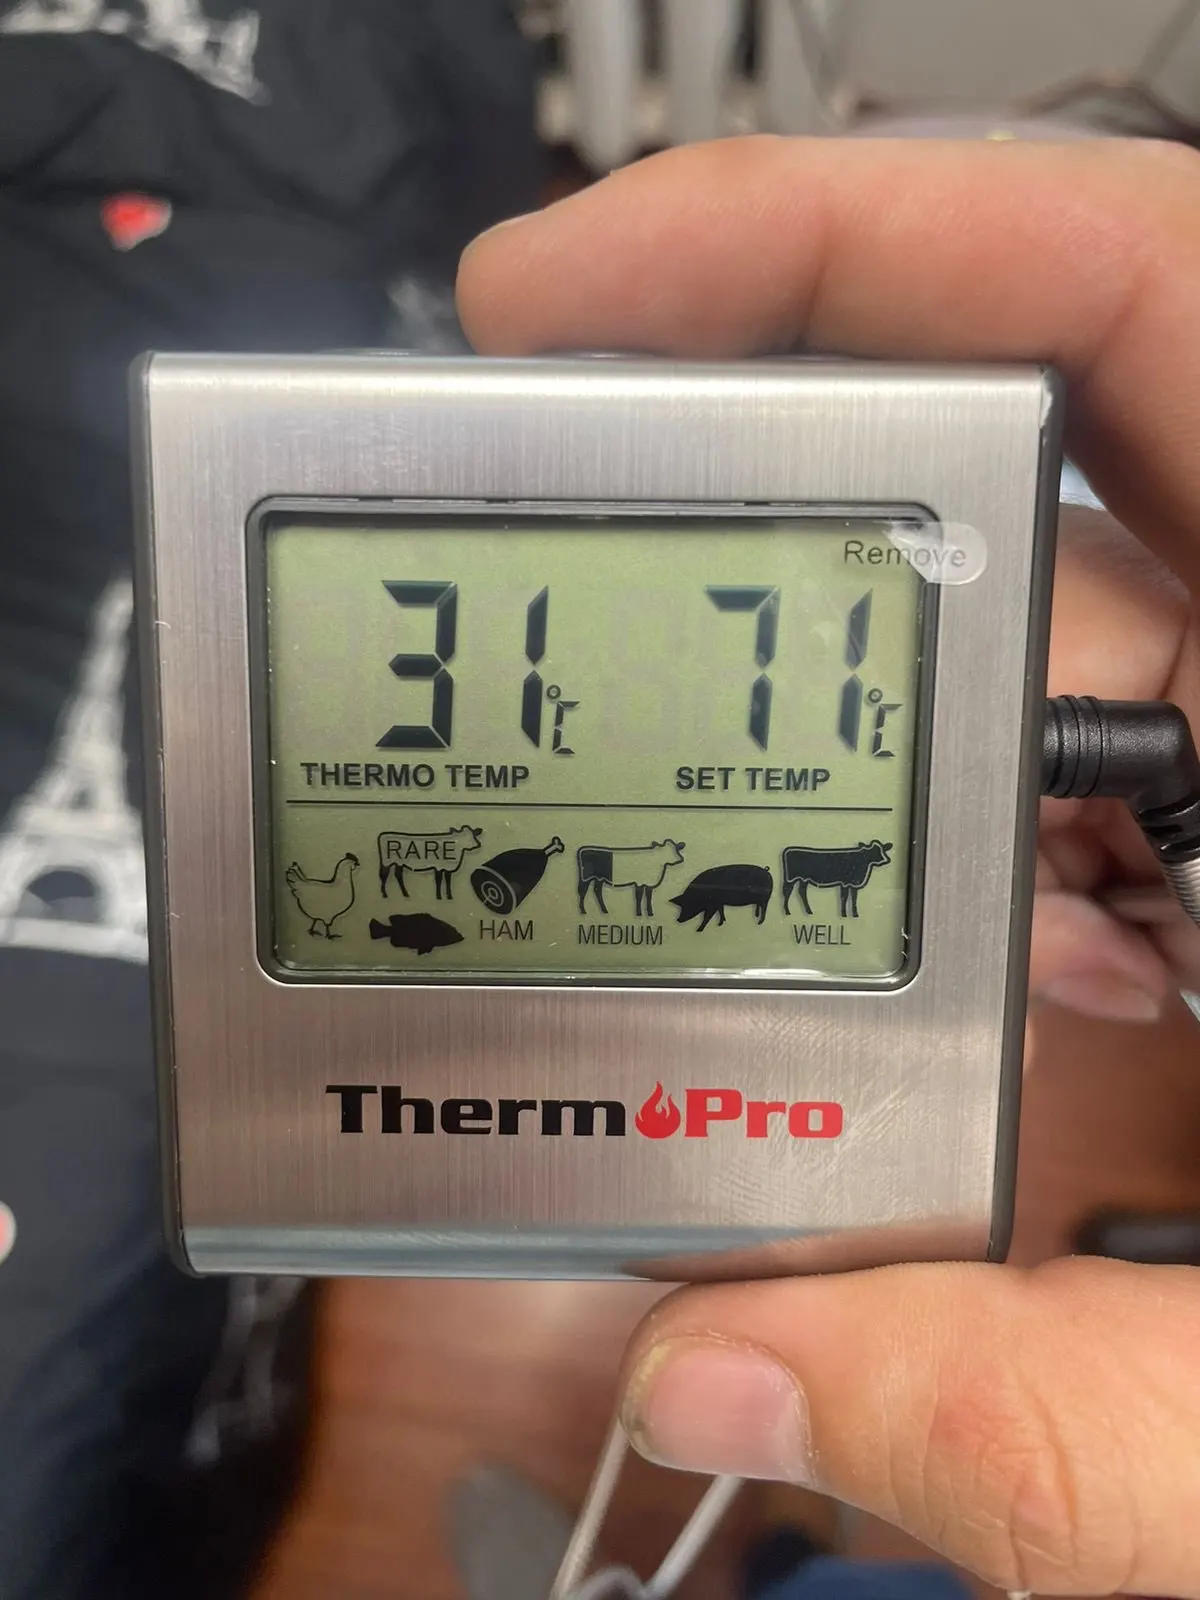 Remove
31°C 71°C
THERMO TEMP SET TEMP
RARE
HAM MEDIUM WELL
ThermoPro